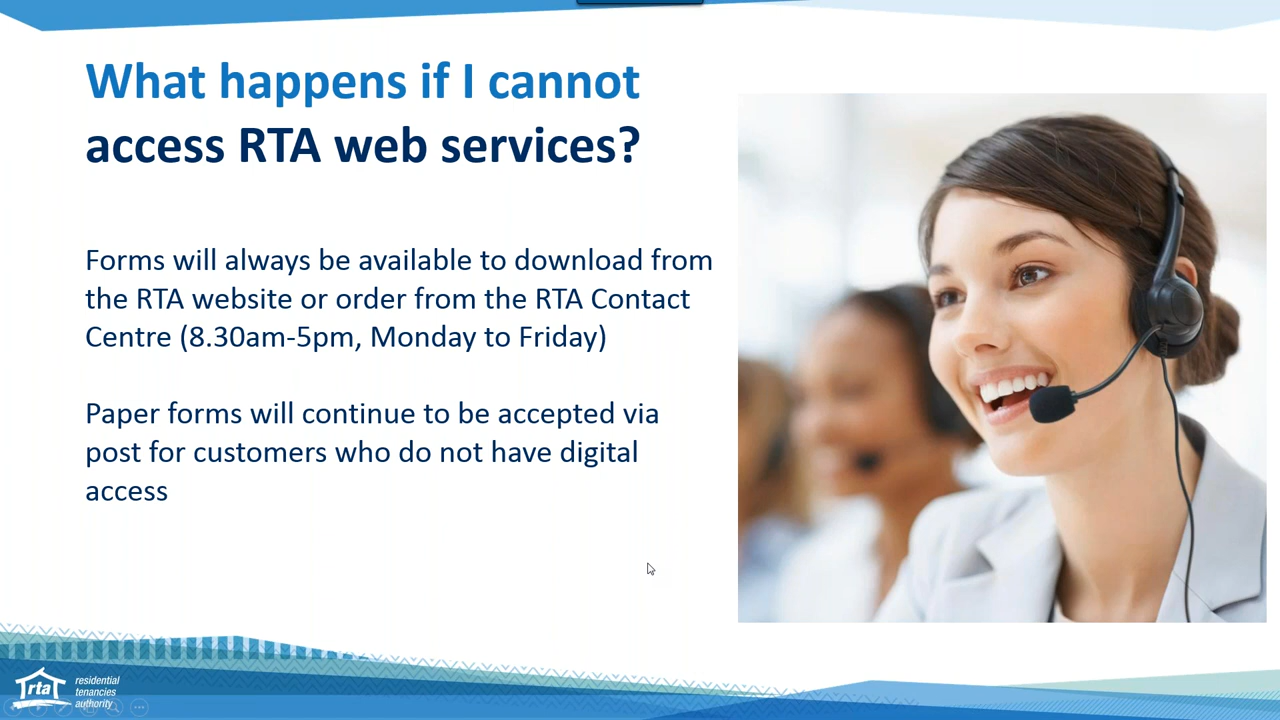 What happens if I cannot
access RTA web services?
Forms will always be available to download from
the RTA website or order from the RTA Contact
Centre (8.30am-5pm, Monday to Friday)
Paper forms will continue to be accepted via
post for customers who do not have digital
access
rta
residential
tenancies
authority